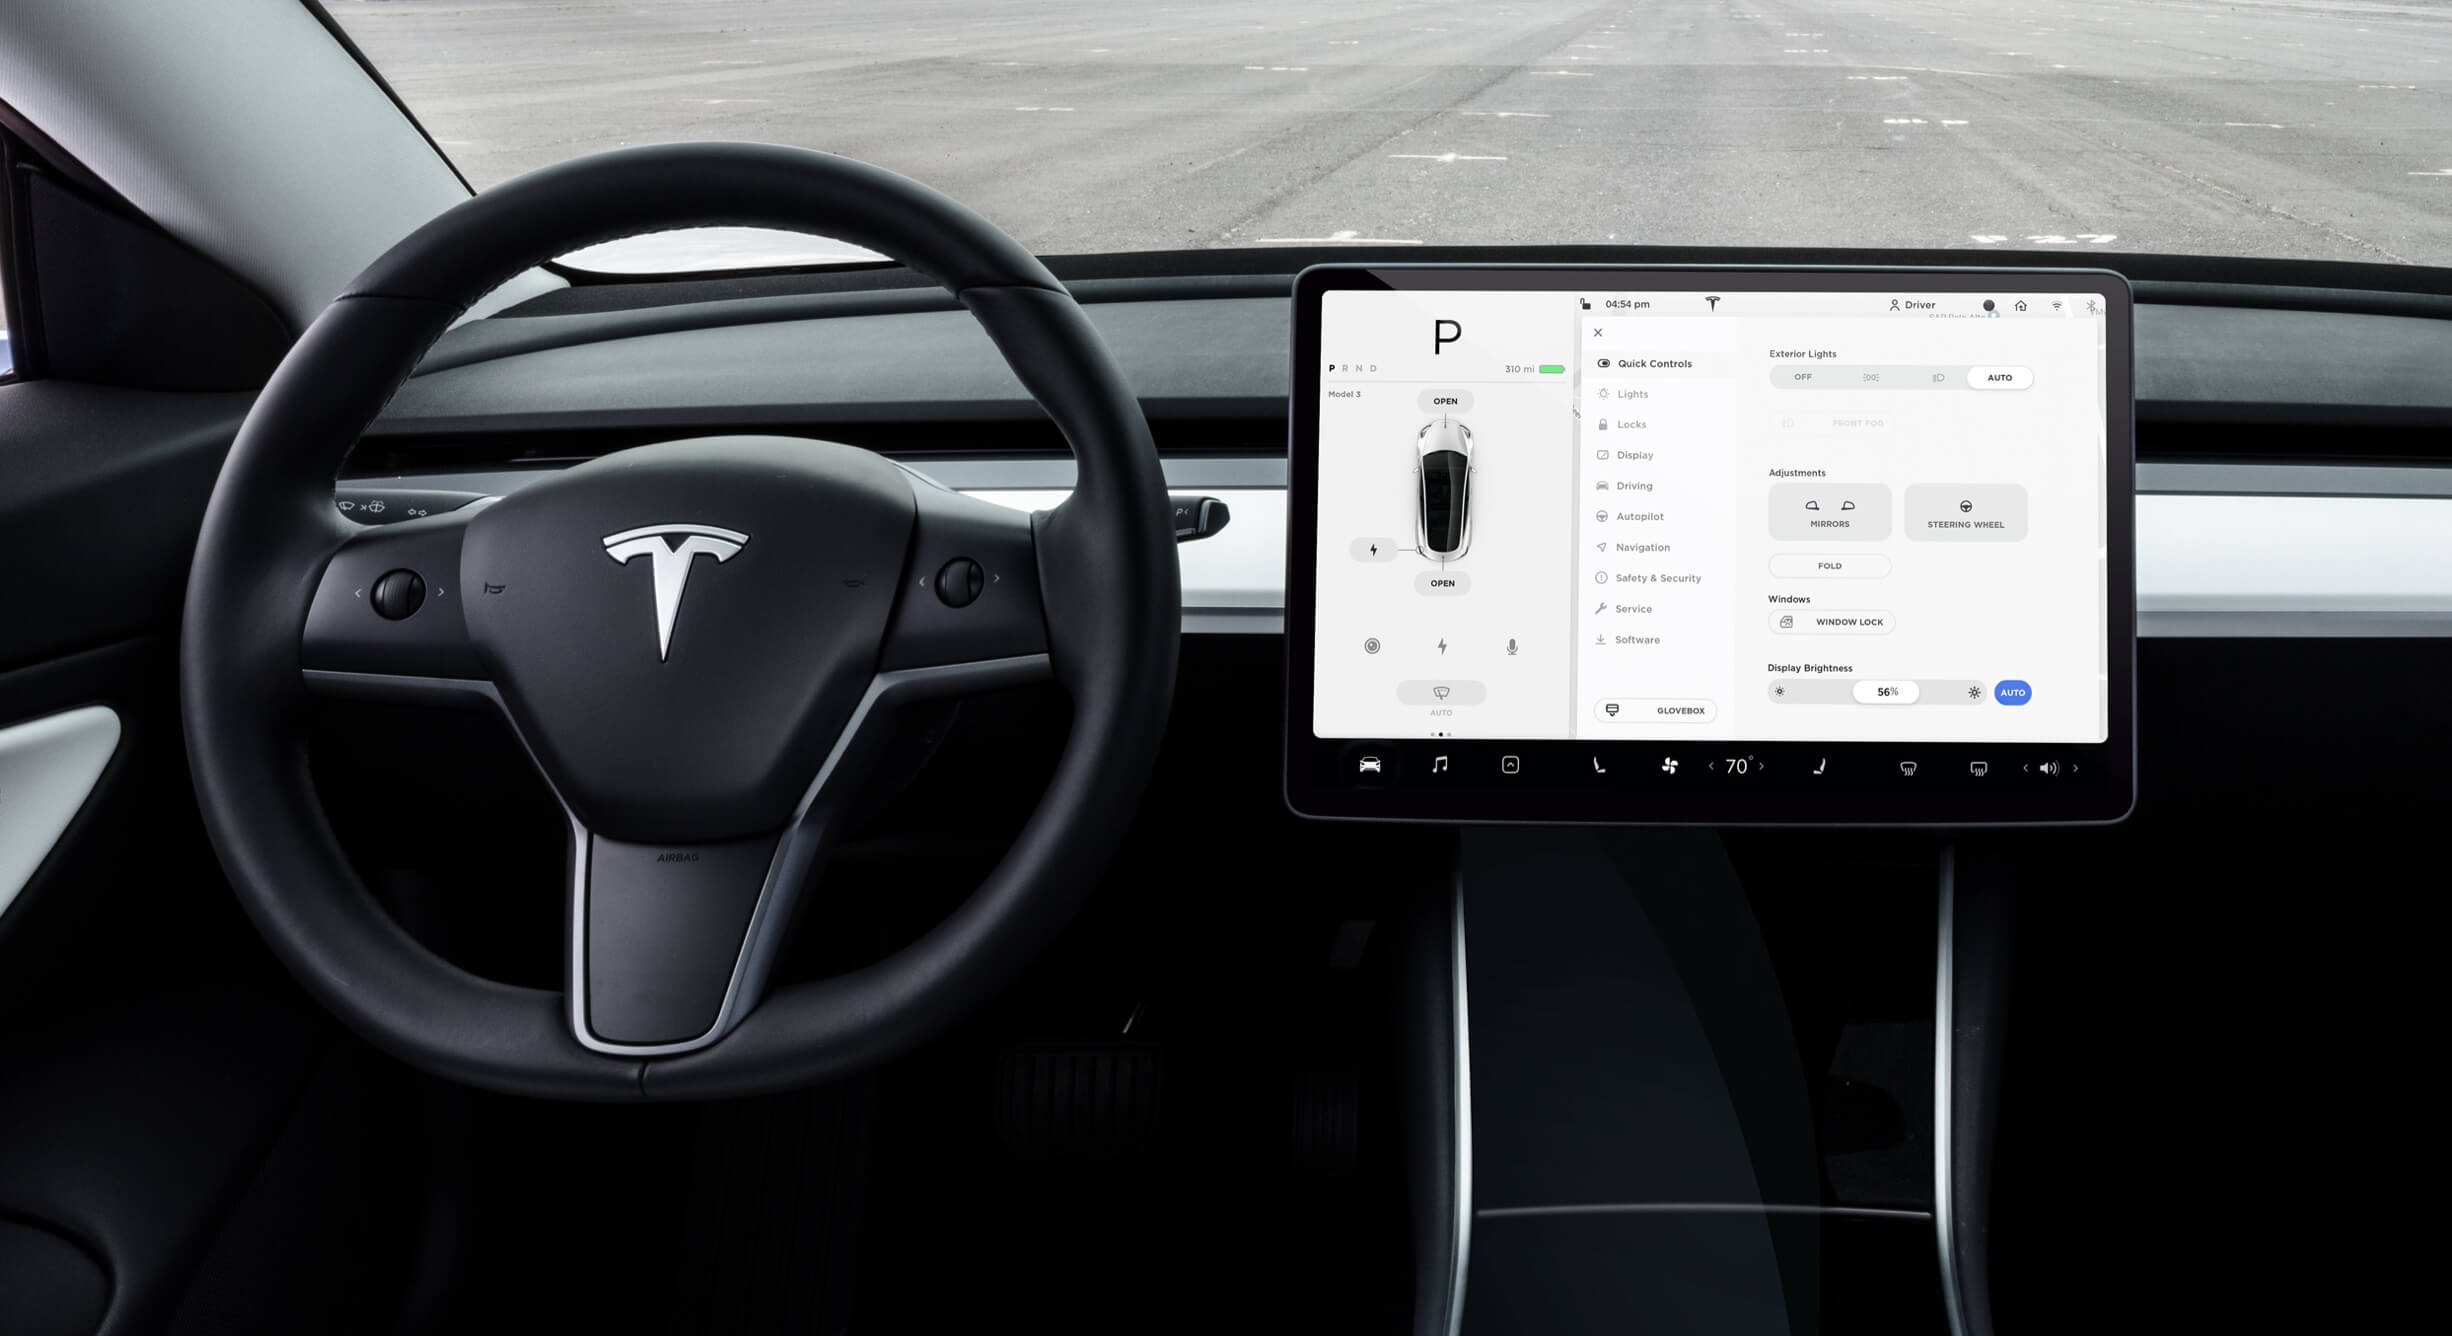 AIRBAG
P
P R N D
310 mi
Model 3
OPEN
OPEN
AUTO
04:54 pm
Driver
Quick Controls
Lights
Locks
Display
Driving
Autopilot
Navigation
Safety & Security
Service
Software
GLOVEBOX
Exterior Lights
OFF
AUTO
FRONT FOG
Adjustments
MIRRORS
STEERING WHEEL
FOLD
Windows
WINDOW LOCK
Display Brightness
56%
AUTO
< 70° >